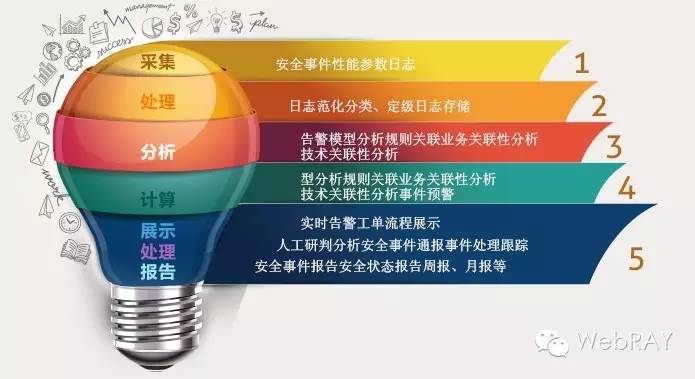 management
success
plan
work
采集
安全事件性能参数日志
1
处理
日志范化分类、定级日志存储
2
分析
告警模型分析规则关联业务关联性分析
技术关联性分析
3
计算
型分析规则关联业务关联性分析
技术关联性分析事件预警
4
展示
实时告警工单流程展示
处理
人工研判分析安全事件通报事件处理跟踪
报告
安全事件报告安全状态报告周报、月报等
5
WebRAY